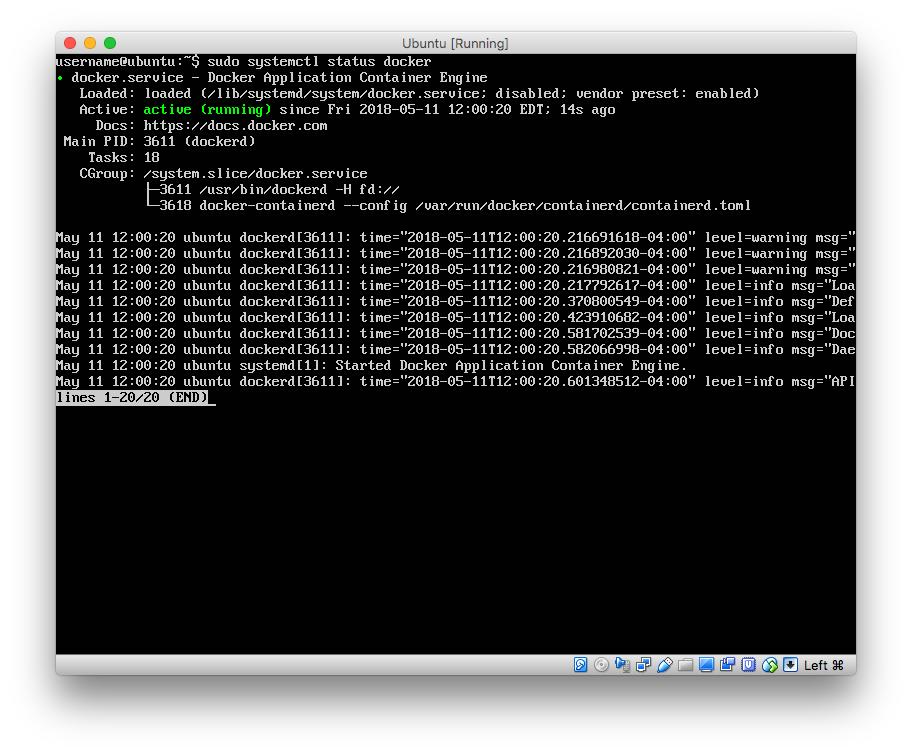 Ubuntu [Running]
username@ubuntu:~$ sudo systemctl status docker
● docker.service - Docker Application Container Engine
Loaded: loaded (/lib/systemd/system/docker.service; disabled; vendor preset: enabled)
Active: active (running) since Fri 2018-05-11 12:00:20 EDT; 14s ago
Docs: https://docs.docker.com
Main PID: 3611 (dockerd)
Tasks: 18
CGroup: /system.slice/docker.service
├─3611 /usr/bin/dockerd -H fd://
└─3618 docker-containerd --config /var/run/docker/containerd/containerd.toml
May 11 12:00:20 ubuntu dockerd[3611]: time="2018-05-11T12:00:20.216691618-04:00" level=warning msg="
May 11 12:00:20 ubuntu dockerd[3611]: time="2018-05-11T12:00:20.216892030-04:00" level=warning msg="
May 11 12:00:20 ubuntu dockerd[3611]: time="2018-05-11T12:00:20.216980821-04:00" level=warning msg="
May 11 12:00:20 ubuntu dockerd[3611]: time="2018-05-11T12:00:20.217792617-04:00" level=info msg="Loa
May 11 12:00:20 ubuntu dockerd[3611]: time="2018-05-11T12:00:20.370800549-04:00" level=info msg="Def
May 11 12:00:20 ubuntu dockerd[3611]: time="2018-05-11T12:00:20.423910682-04:00" level=info msg="Loa
May 11 12:00:20 ubuntu dockerd[3611]: time="2018-05-11T12:00:20.581702539-04:00" level=info msg="Doc
May 11 12:00:20 ubuntu dockerd[3611]: time="2018-05-11T12:00:20.582066998-04:00" level=info msg="Dae
May 11 12:00:20 ubuntu systemd[1]: Started Docker Application Container Engine.
May 11 12:00:20 ubuntu dockerd[3611]: time="2018-05-11T12:00:20.601348512-04:00" level=info msg="API
lines 1-20/20 (END)
Left ⌘